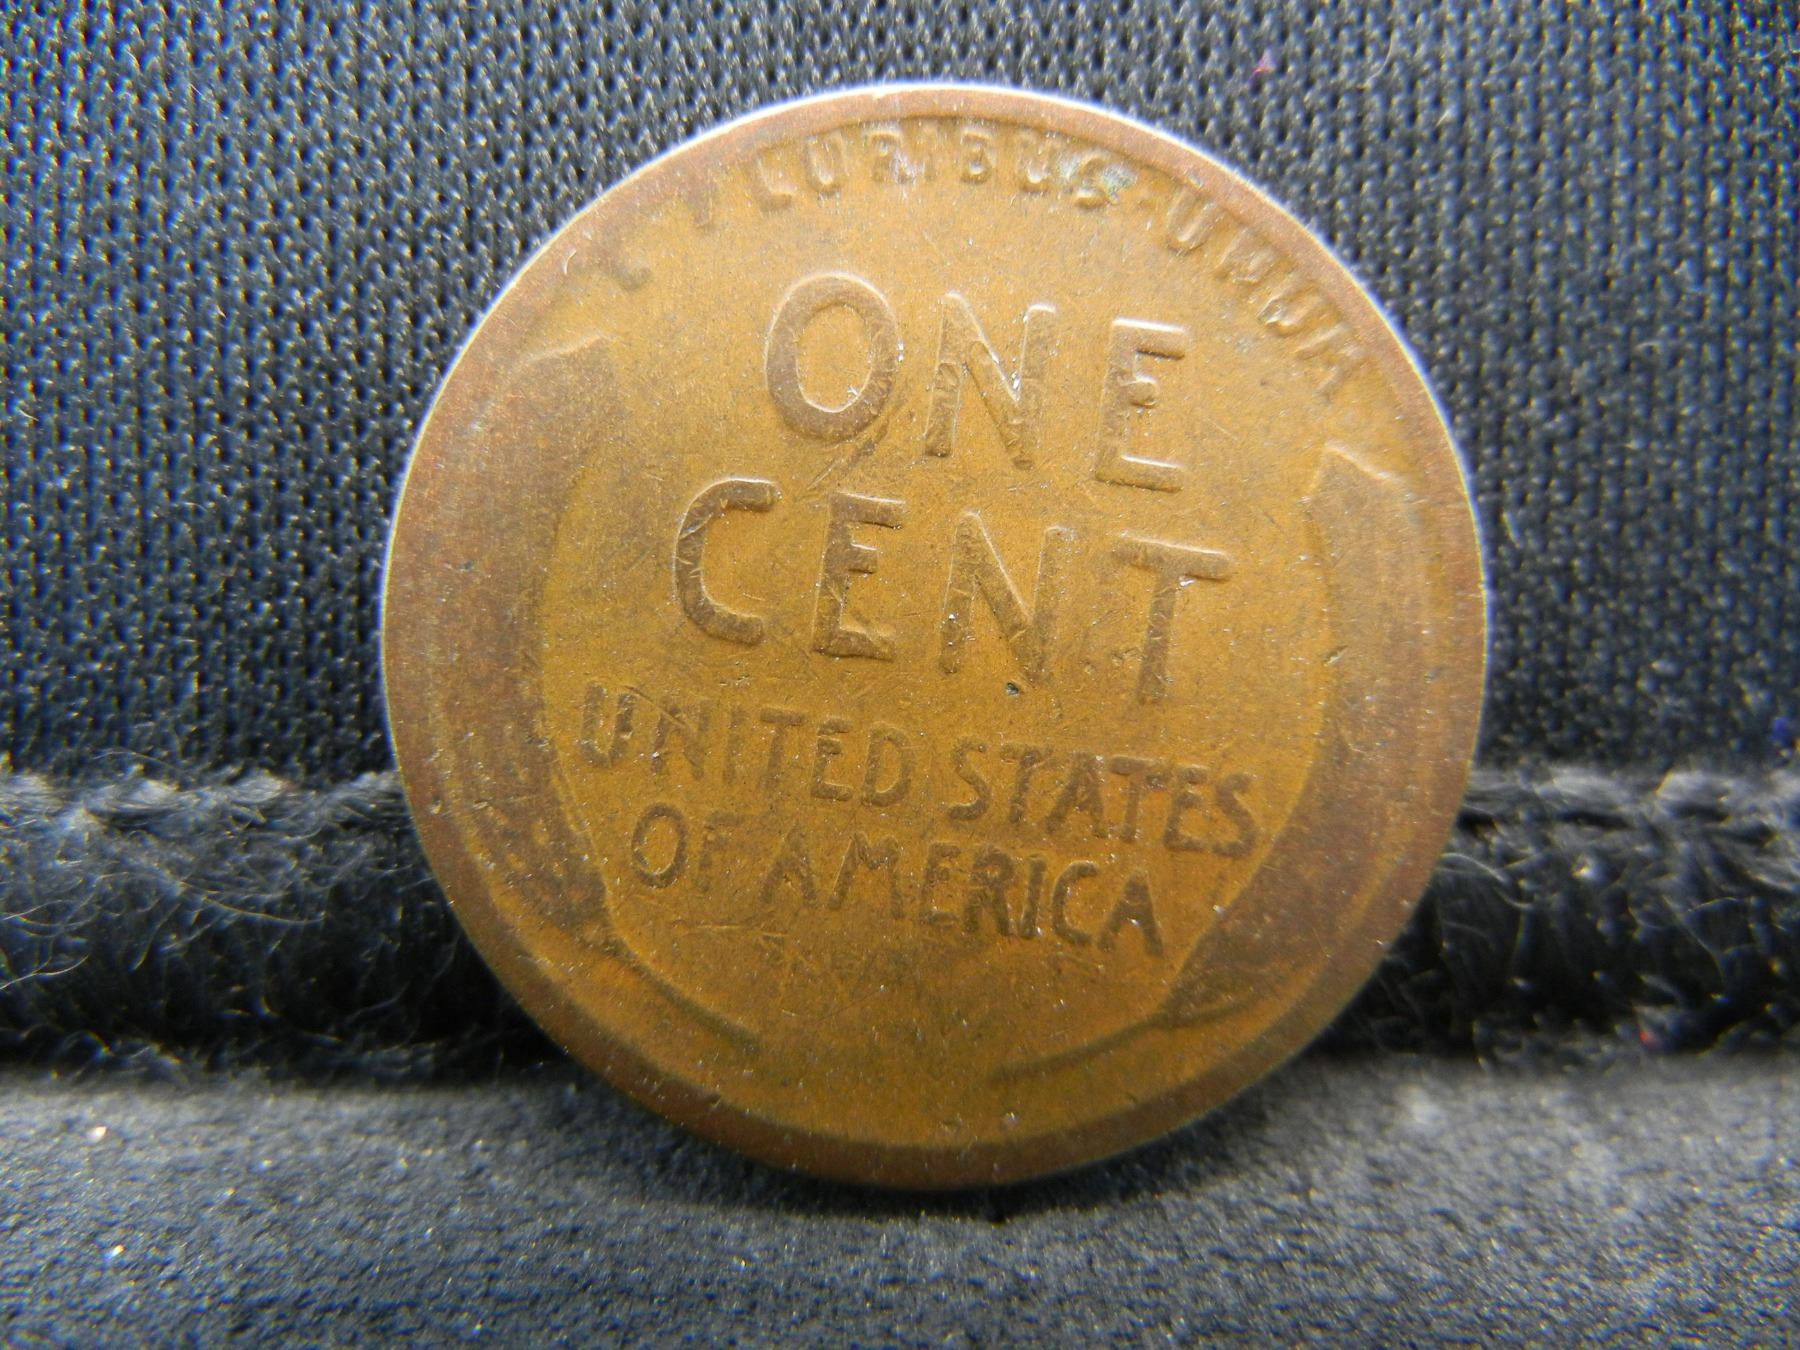 PLURIBUS·UNUM
ONE
CENT
UNITED STATES
OF AMERICA